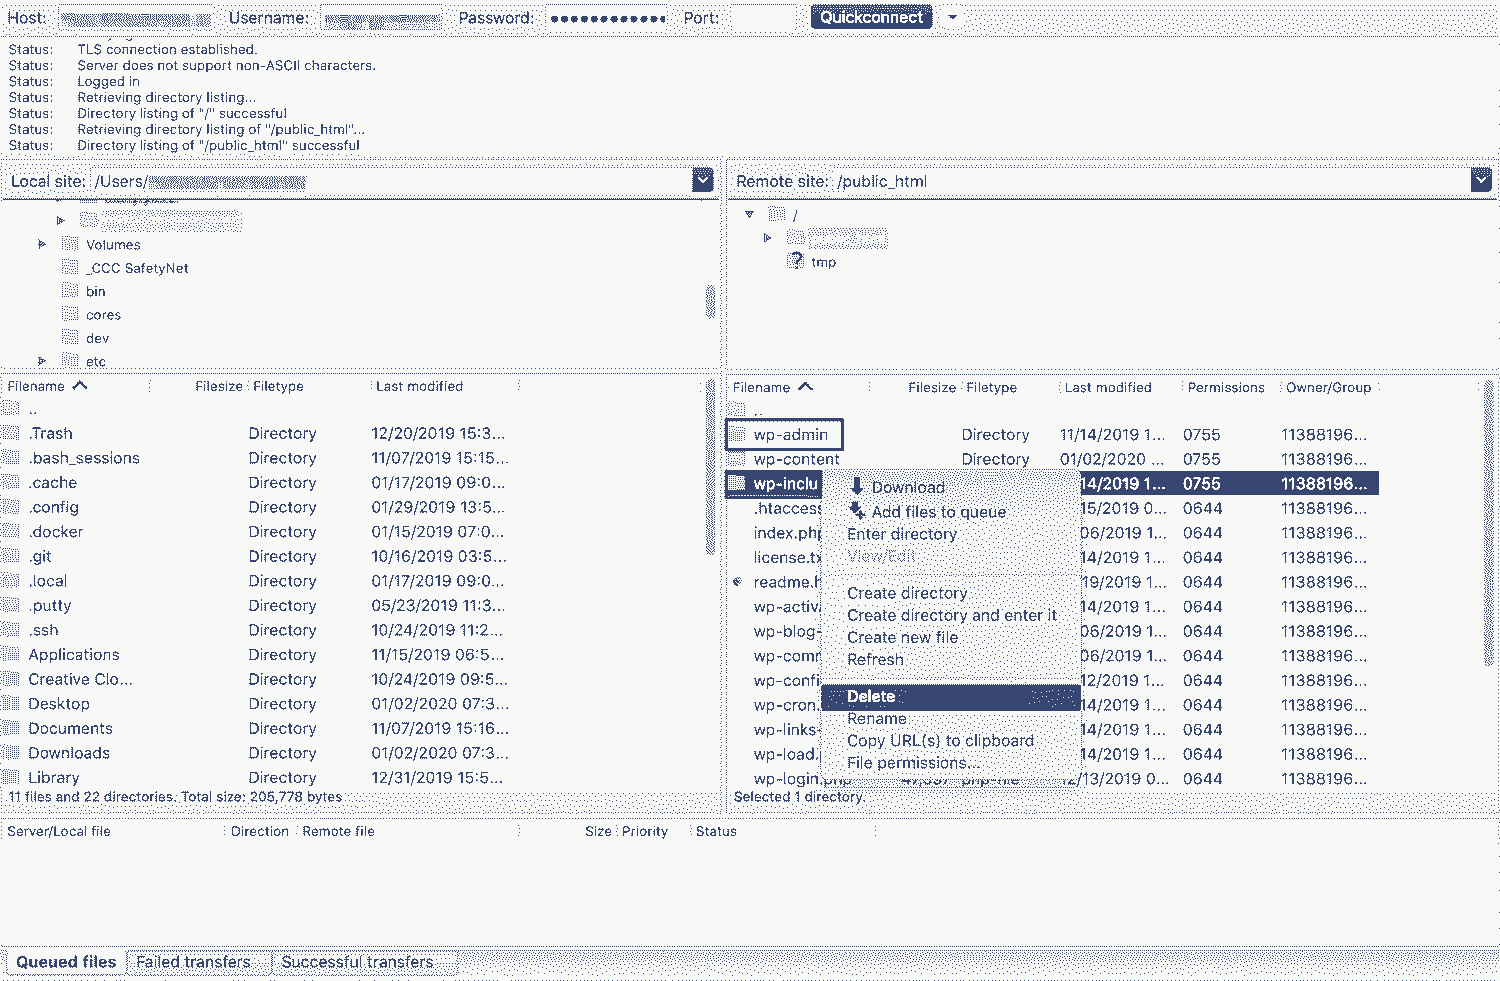 Host: Username: Password: ●●●●●●●●●●●● Port: Quickconnect
Status: TLS connection established.
Status: Server does not support non-ASCII characters.
Status: Logged in
Status: Retrieving directory listing...
Status: Directory listing of "/" successful
Status: Retrieving directory listing of "/public_html"...
Status: Directory listing of "/public_html" successful
Local site: /Users/
Volumes
_CCC SafetyNet
bin
cores
dev
etc
Remote site: /public_html
/
tmp
Filename Filesize Filetype Last modified
..
.Trash Directory 12/20/2019 15:3...
.bash_sessions Directory 11/07/2019 15:15...
.cache Directory 01/17/2019 09:0...
.config Directory 01/29/2019 13:5...
.docker Directory 01/15/2019 07:0...
.git Directory 10/16/2019 03:5...
.local Directory 01/17/2019 09:0...
.putty Directory 05/23/2019 11:3...
.ssh Directory 10/24/2019 11:2...
Applications Directory 11/15/2019 06:5...
Creative Clo... Directory 10/24/2019 09:5...
Desktop Directory 01/02/2020 07:3...
Documents Directory 11/07/2019 15:16...
Downloads Directory 01/02/2020 07:3...
Library Directory 12/31/2019 15:5...
11 files and 22 directories. Total size: 205,778 bytes
Filename Filesize Filetype Last modified Permissions Owner/Group
..
wp-admin Directory 11/14/2019 1... 0755 11388196...
wp-content Directory 01/02/2020 ... 0755 11388196...
wp-inclu 14/2019 1... 0755 11388196...
.htaccess 15/2019 0... 0644 11388196...
index.php 06/2019 1... 0644 11388196...
license.tx 14/2019 1... 0644 11388196...
readme.h 19/2019 1... 0644 11388196...
wp-activ 14/2019 1... 0644 11388196...
wp-blog- 06/2019 1... 0644 11388196...
wp-com 06/2019 1... 0644 11388196...
wp-confi 12/2019 1... 0644 11388196...
wp-cron. 14/2019 1... 0644 11388196...
wp-links- 14/2019 1... 0644 11388196...
wp-load. 14/2019 1... 0644 11388196...
wp-login.php php-file 12/13/2019 0... 0644 11388196...
Selected 1 directory.
Download
Add files to queue
Enter directory
View/Edit
Create directory
Create directory and enter it
Create new file
Refresh
Delete
Rename
Copy URL(s) to clipboard
File permissions...
Server/Local file Direction Remote file Size Priority Status
Queued files Failed transfers Successful transfers